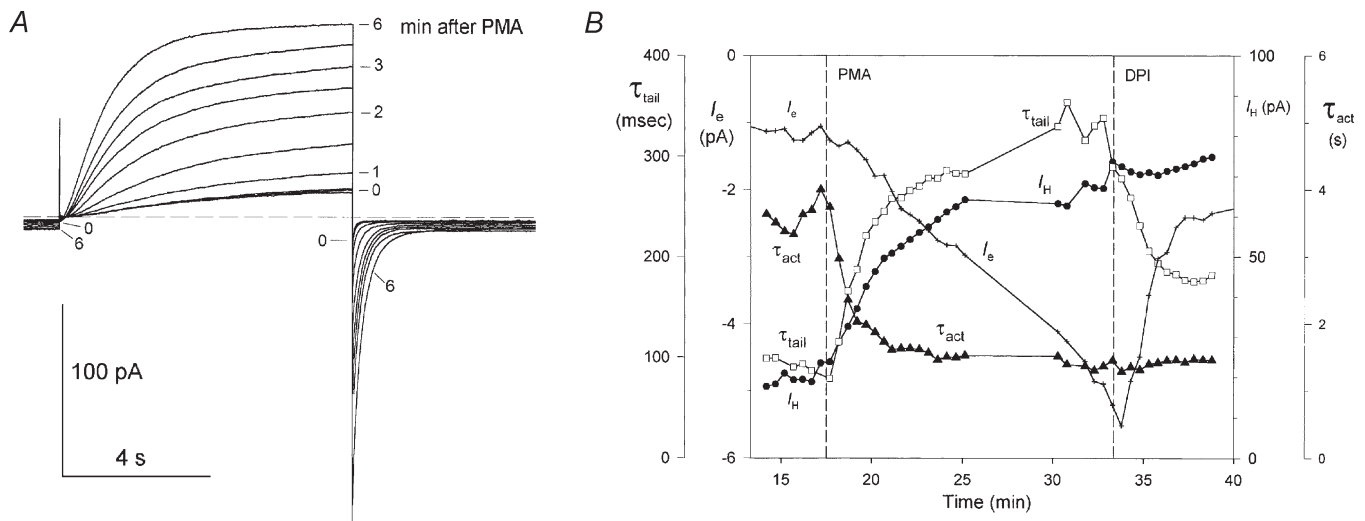 A
B
6
min after PMA
3
2
1
0
0
6
0
6
100 pA
4 s
400
300
200
100
0
τtail
(msec)
0
-2
-4
-6
Ie
(pA)
PMA
DPI
Ie
τtail
IH
τact
Ie
τtail
τact
IH
15
20
25
30
35
40
Time (min)
100
50
0
IH (pA)
6
4
2
0
τact
(s)